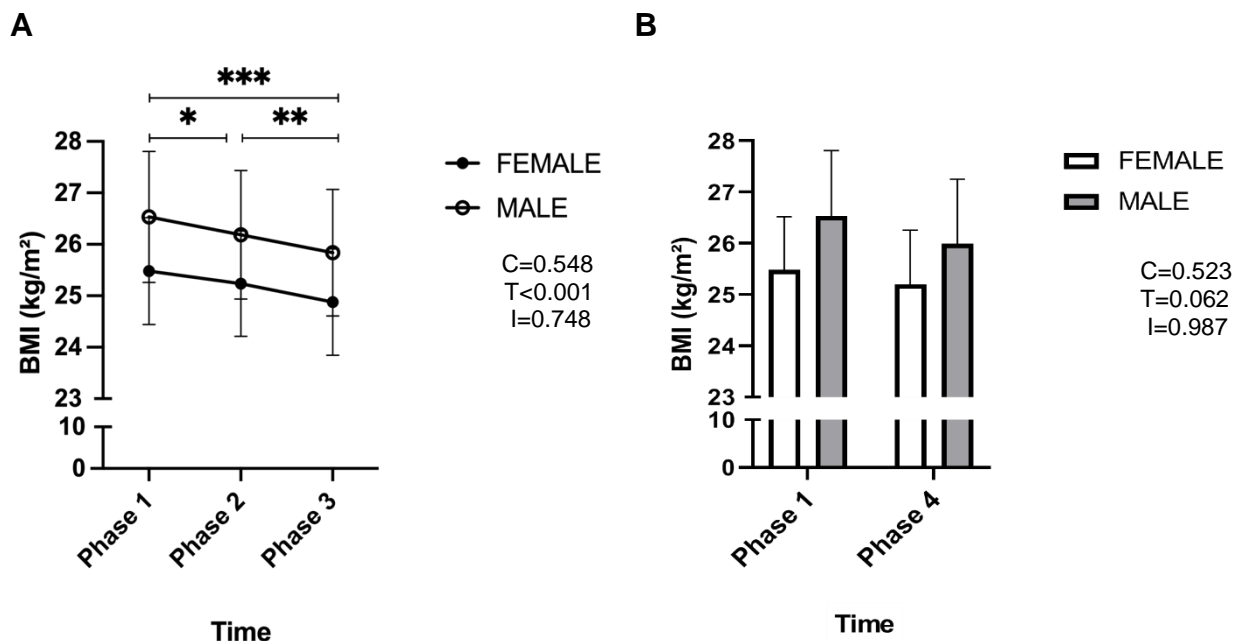 A
***
*
**
28
27
26
25
24
23
10
0
BMI (kg/m²)
Phase 1
Phase 2
Phase 3
Time
FEMALE
MALE
C=0.548
T<0.001
I=0.748
B
28
27
26
25
24
23
10
0
BMI (kg/m²)
Phase 1
Phase 4
Time
FEMALE
MALE
C=0.523
T=0.062
I=0.987